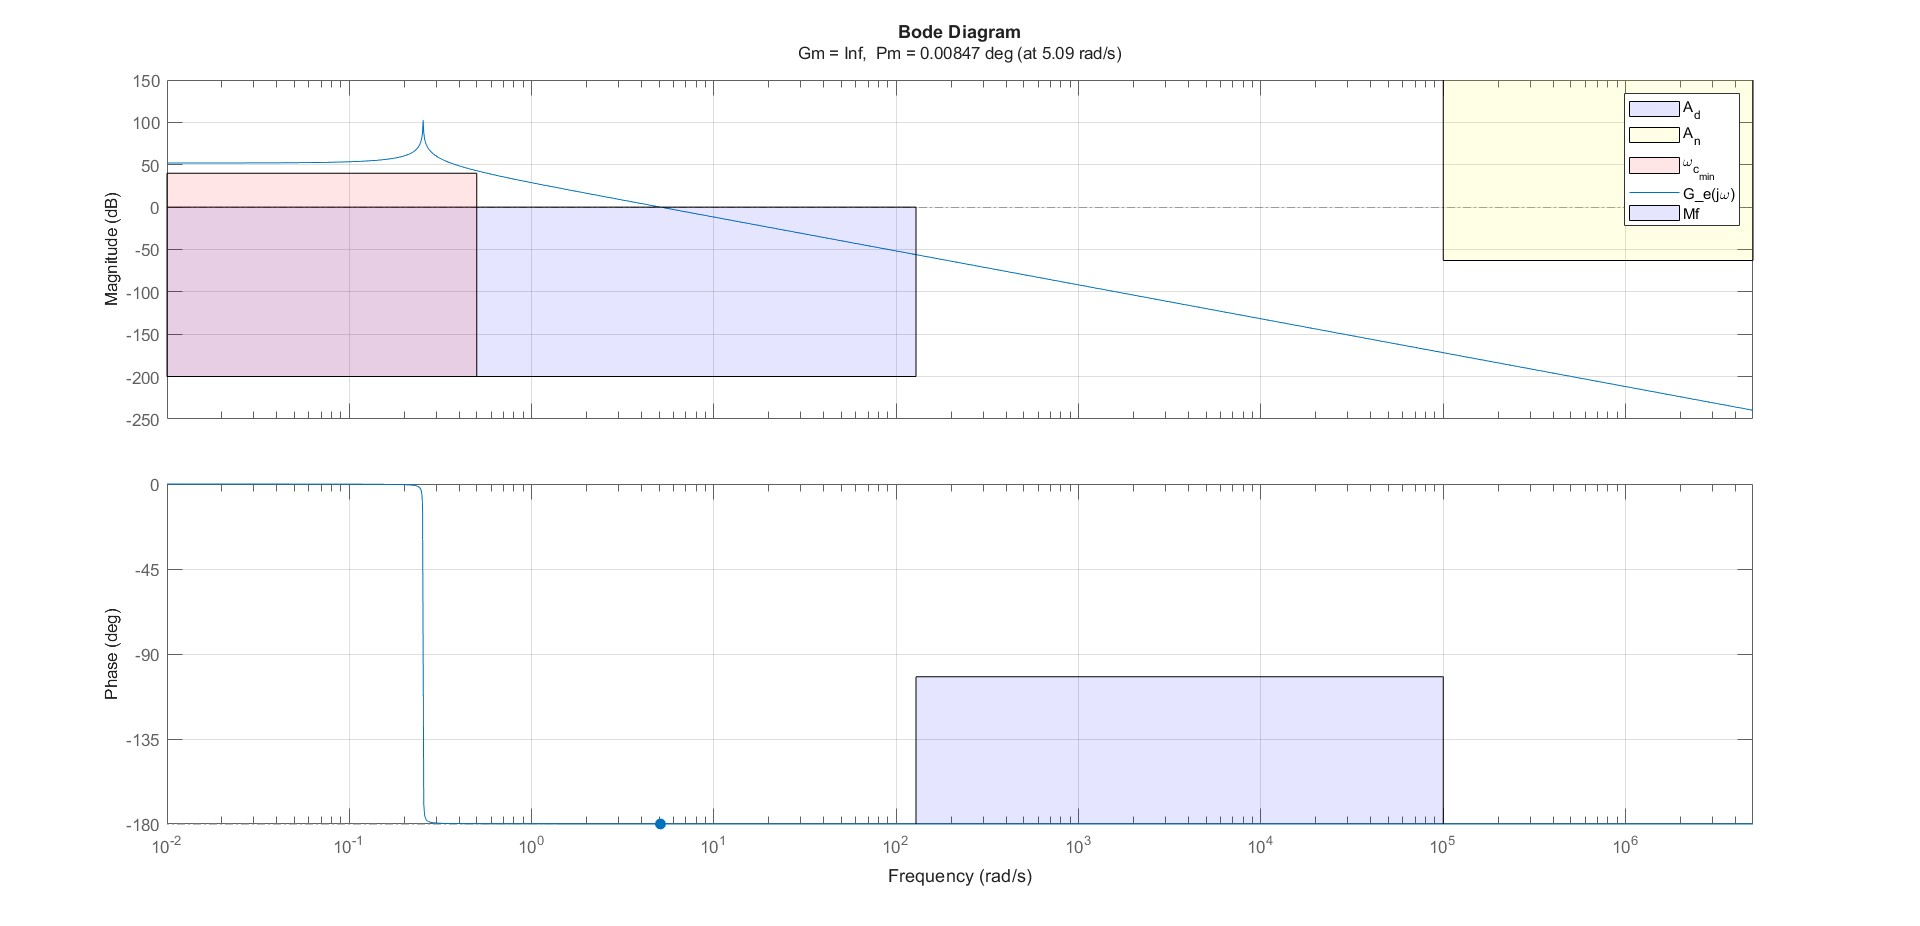 Bode Diagram
Gm = Inf, Pm = 0.00847 deg (at 5.09 rad/s)
150
100
50
0
-50
-100
-150
-200
-250
Magnitude (dB)
A_d
A_n
ω_c_min
G_e(jω)
Mf
0
-45
-90
-135
-180
Phase (deg)
10^-2 10^-1 10^0 10^1 10^2 10^3 10^4 10^5 10^6
Frequency (rad/s)